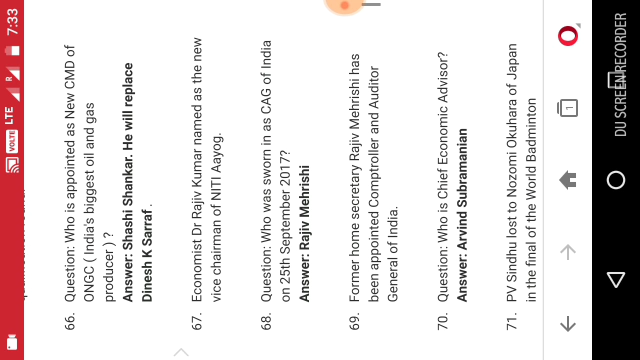 7:33
LTE
VOLTE
R
66. Question: Who is appointed as New CMD of
ONGC ( India's biggest oil and gas
producer ) ?
Answer: Shashi Shankar. He will replace
Dinesh K Sarraf .
67. Economist Dr Rajiv Kumar named as the new
vice chairman of NITI Aayog.
68. Question: Who was sworn in as CAG of India
on 25th September 2017?
Answer: Rajiv Mehrishi
69. Former home secretary Rajiv Mehrishi has
been appointed Comptroller and Auditor
General of India.
70. Question: Who is Chief Economic Advisor?
Answer: Arvind Subramanian
71. PV Sindhu lost to Nozomi Okuhara of Japan
in the final of the World Badminton
1
DU SCREEN RECORDER